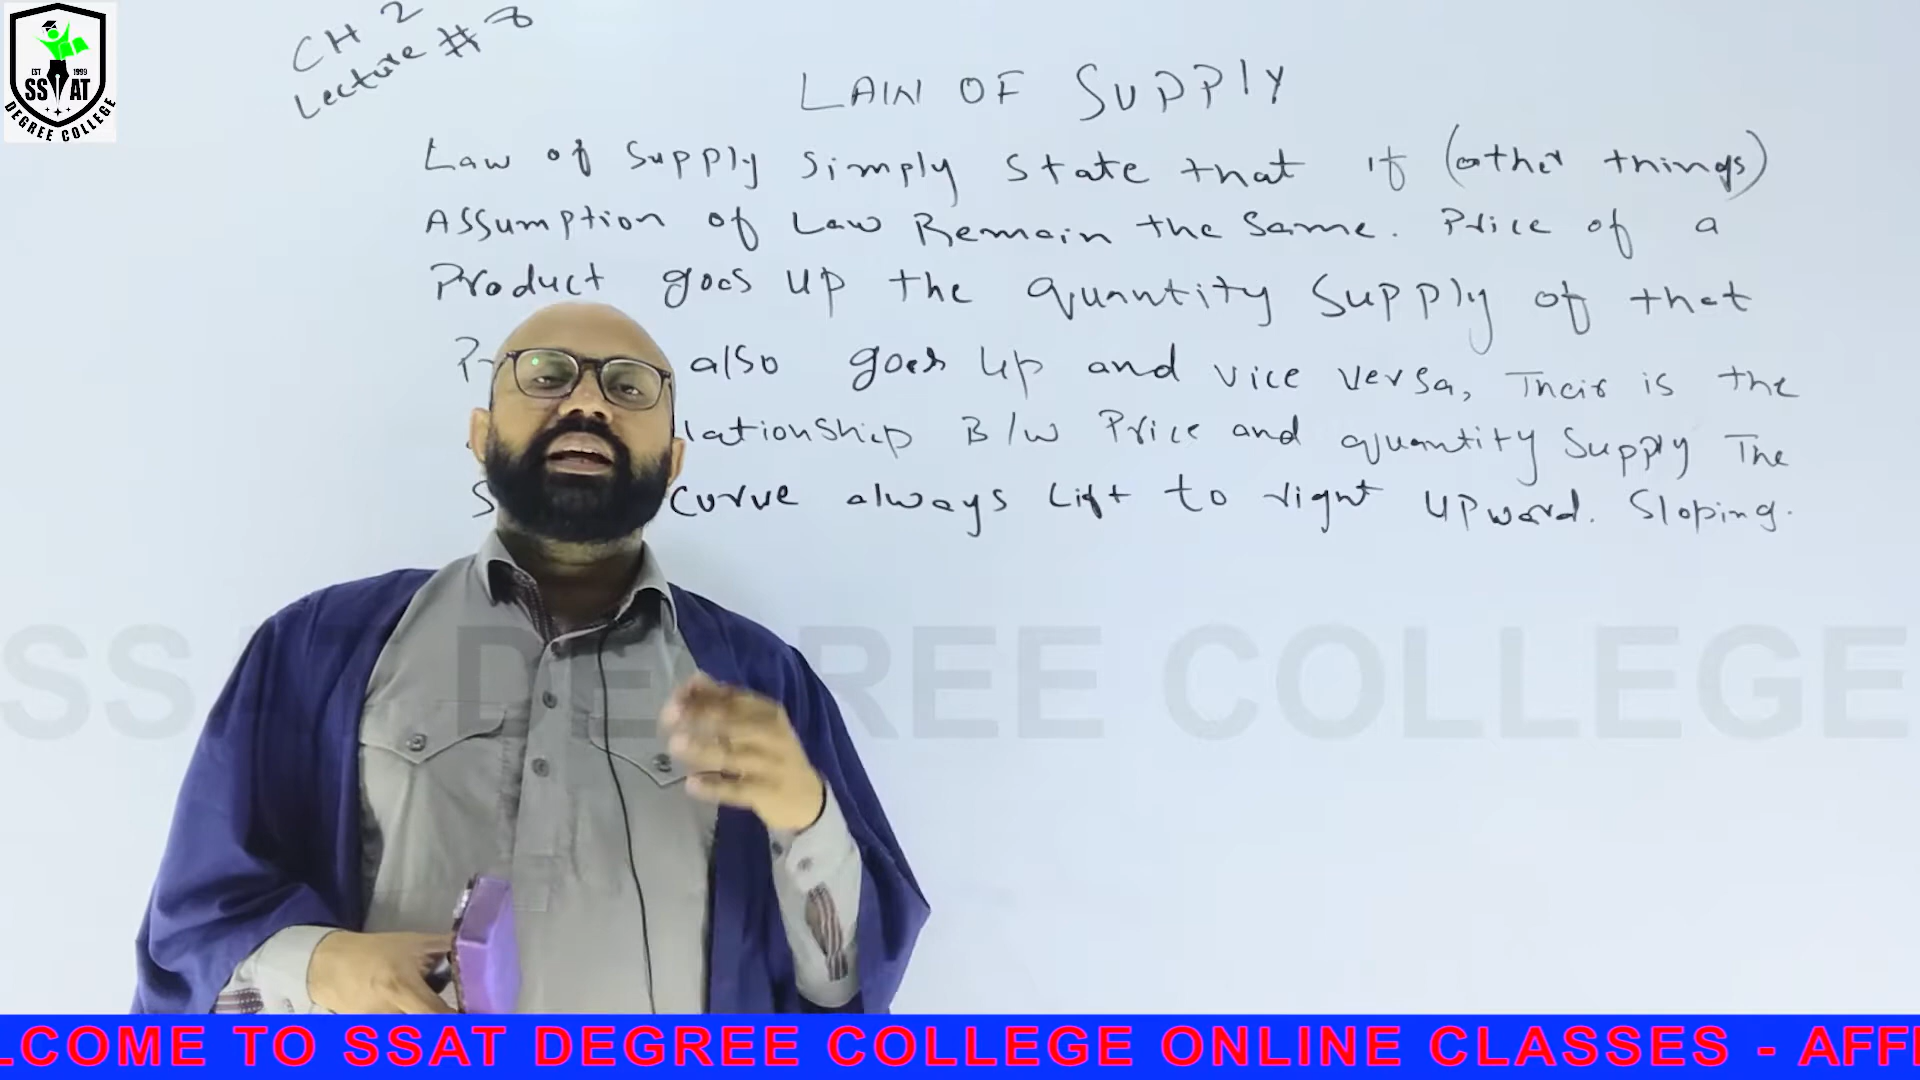 EST 1999
SSAT
DEGREE COLLEGE
CH 2
Lecture # 8
LAW OF SUPPLY
Law of Supply Simply State that if (other things)
Assumption of Law Remain the same. Price of a
Product goes up the quantity Supply of that
also goes up and vice versa, Their is the
lationship B/w Price and quantity Supply The
curve always Lift to right upward. Sloping.
SSAT DEGREE COLLEGE
LCOME TO SSAT DEGREE COLLEGE ONLINE CLASSES - AFF